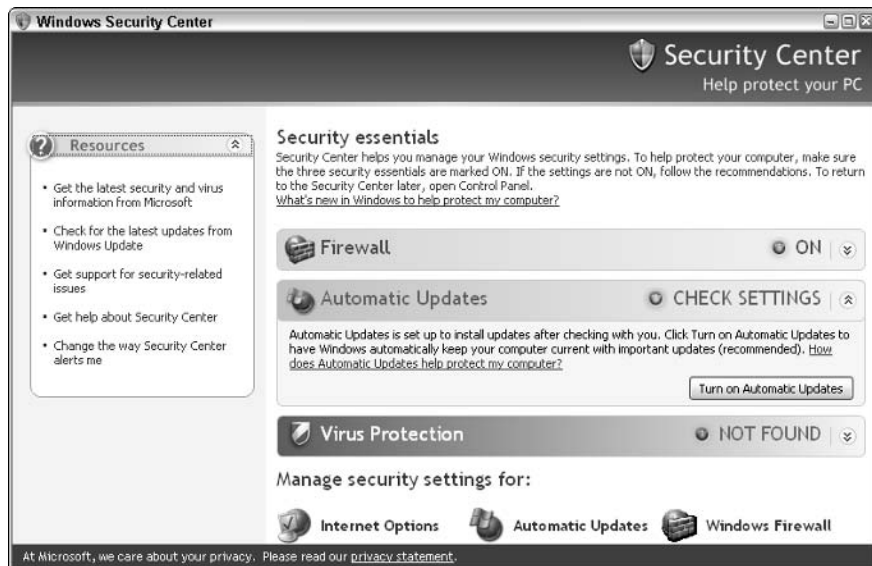 Windows Security Center
Security Center
Help protect your PC
Resources
• Get the latest security and virus
information from Microsoft
• Check for the latest updates from
Windows Update
• Get support for security-related
issues
• Get help about Security Center
• Change the way Security Center
alerts me
Security essentials
Security Center helps you manage your Windows security settings. To help protect your computer, make sure
the three security essentials are marked ON. If the settings are not ON, follow the recommendations. To return
to the Security Center later, open Control Panel.
What's new in Windows to help protect my computer?
Firewall ON
Automatic Updates CHECK SETTINGS
Automatic Updates is set up to install updates after checking with you. Click Turn on Automatic Updates to
have Windows automatically keep your computer current with important updates (recommended). How
does Automatic Updates help protect my computer?
Turn on Automatic Updates
Virus Protection NOT FOUND
Manage security settings for:
Internet Options Automatic Updates Windows Firewall
At Microsoft, we care about your privacy. Please read our privacy statement.